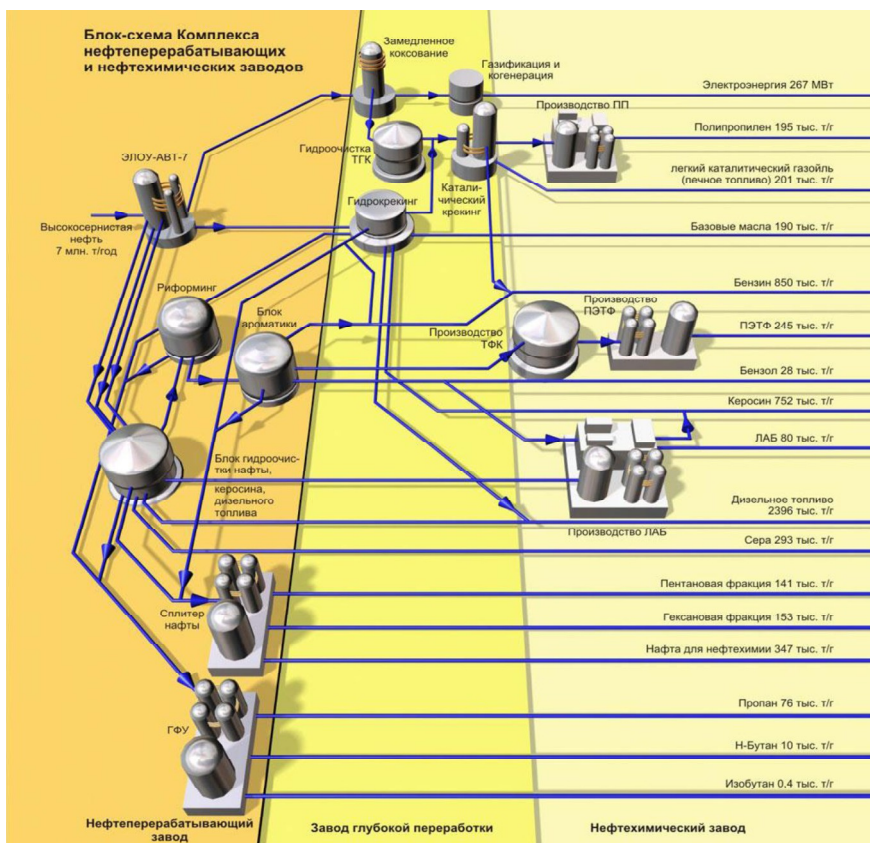 Блок-схема Комплекса
нефтеперерабатывающих
и нефтехимических заводов
Замедленное
коксование
Газификация и
когенерация
Электроэнергия 267 МВт
Производство ПП
Полипропилен 195 тыс. т/г
Гидроочистка
ТГК
ЭЛОУ-АВТ-7
легкий каталитический газойль
(печное топливо) 201 тыс. т/г
Катали-
тический
крекинг
Гидрокрекинг
Высокосернистая
нефть
7 млн. т/год
Базовые масла 190 тыс. т/г
Риформинг
Бензин 850 тыс. т/г
Блок
ароматики
Производство
ТФК
Производство
ПЭТФ
ПЭТФ 245 тыс. т/г
Бензол 28 тыс. т/г
Керосин 752 тыс. т/г
ЛАБ 80 тыс. т/г
Блок гидроочис-
тки нафты,
керосина,
дизельного
топлива
Дизельное топливо
2396 тыс. т/г
Производство ЛАБ
Сера 293 тыс. т/г
Пентановая фракция 141 тыс. т/г
Сплитер
нафты
Гексановая фракция 153 тыс. т/г
Нафта для нефтехимии 347 тыс. т/г
Пропан 76 тыс. т/г
ГФУ
Н-Бутан 10 тыс. т/г
Изобутан 0,4 тыс. т/г
Нефтеперерабатывающий
завод
Завод глубокой переработки
Нефтехимический завод